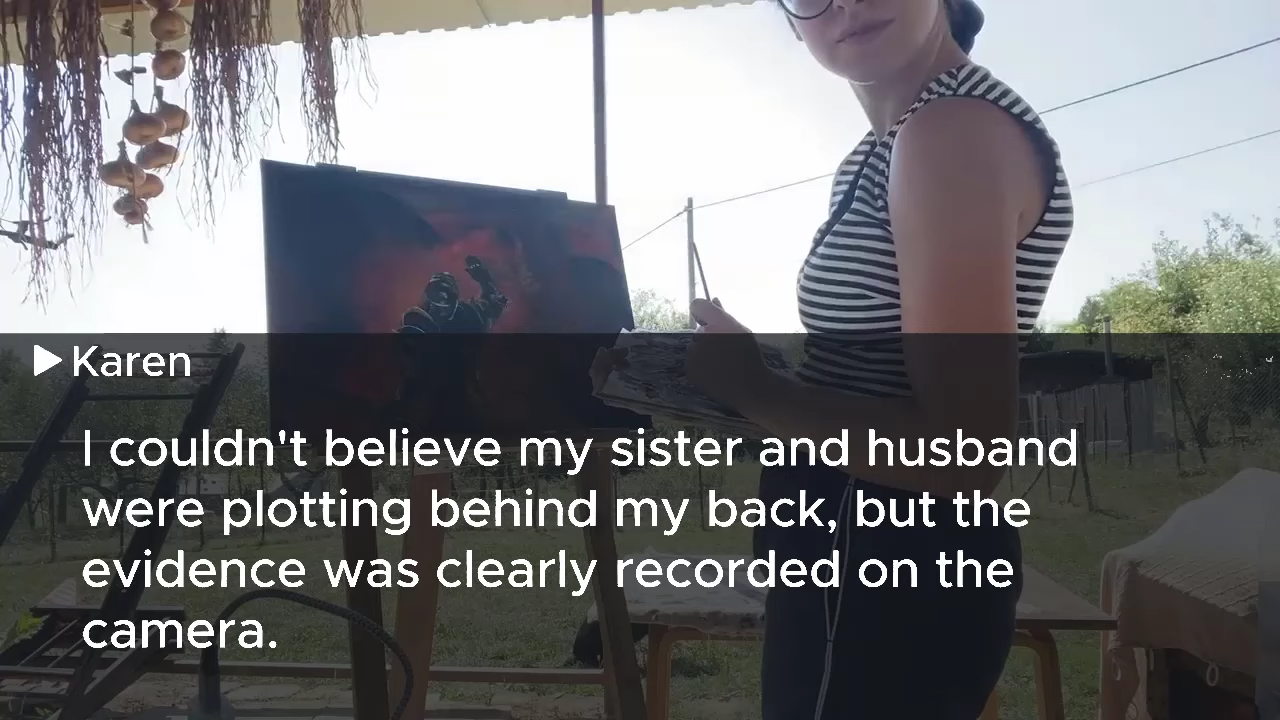 Karen
I couldn't believe my sister and husband
were plotting behind my back, but the
evidence was clearly recorded on the
camera.